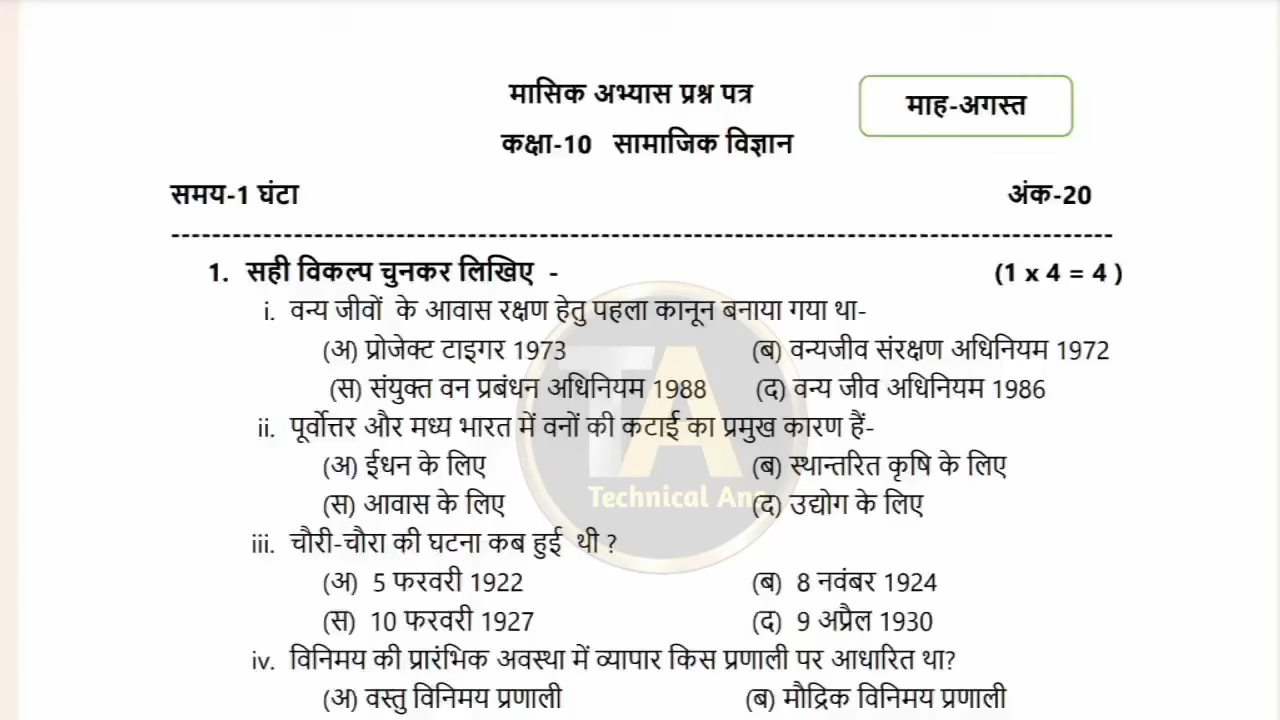 मासिक अभ्यास प्रश्न पत्र
माह-अगस्त
कक्षा-10 सामाजिक विज्ञान
समय-1 घंटा अंक-20
1. सही विकल्प चुनकर लिखिए - (1 x 4 = 4 )
i. वन्य जीवों के आवास रक्षण हेतु पहला कानून बनाया गया था-
(अ) प्रोजेक्ट टाइगर 1973 (ब) वन्यजीव संरक्षण अधिनियम 1972
(स) संयुक्त वन प्रबंधन अधिनियम 1988 (द) वन्य जीव अधिनियम 1986
ii. पूर्वोत्तर और मध्य भारत में वनों की कटाई का प्रमुख कारण हैं-
(अ) ईधन के लिए (ब) स्थान्तरित कृषि के लिए
(स) आवास के लिए (द) उद्योग के लिए
iii. चौरी-चौरा की घटना कब हुई थी ?
(अ) 5 फरवरी 1922 (ब) 8 नवंबर 1924
(स) 10 फरवरी 1927 (द) 9 अप्रैल 1930
iv. विनिमय की प्रारंभिक अवस्था में व्यापार किस प्रणाली पर आधारित था?
(अ) वस्तु विनिमय प्रणाली (ब) मौद्रिक विनिमय प्रणाली
TA
Technical